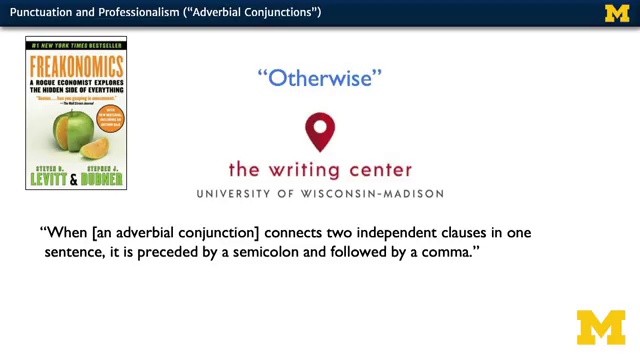 Punctuation and Professionalism ("Adverbial Conjunctions")
M
#1 NEW YORK TIMES BESTSELLER
FREAKONOMICS
A ROGUE ECONOMIST EXPLORES
THE HIDDEN SIDE OF EVERYTHING
STEVEN D. STEPHEN J.
LEVITT & DUBNER
“Otherwise”
the writing center
UNIVERSITY OF WISCONSIN-MADISON
“When [an adverbial conjunction] connects two independent clauses in one
sentence, it is preceded by a semicolon and followed by a comma.”
M